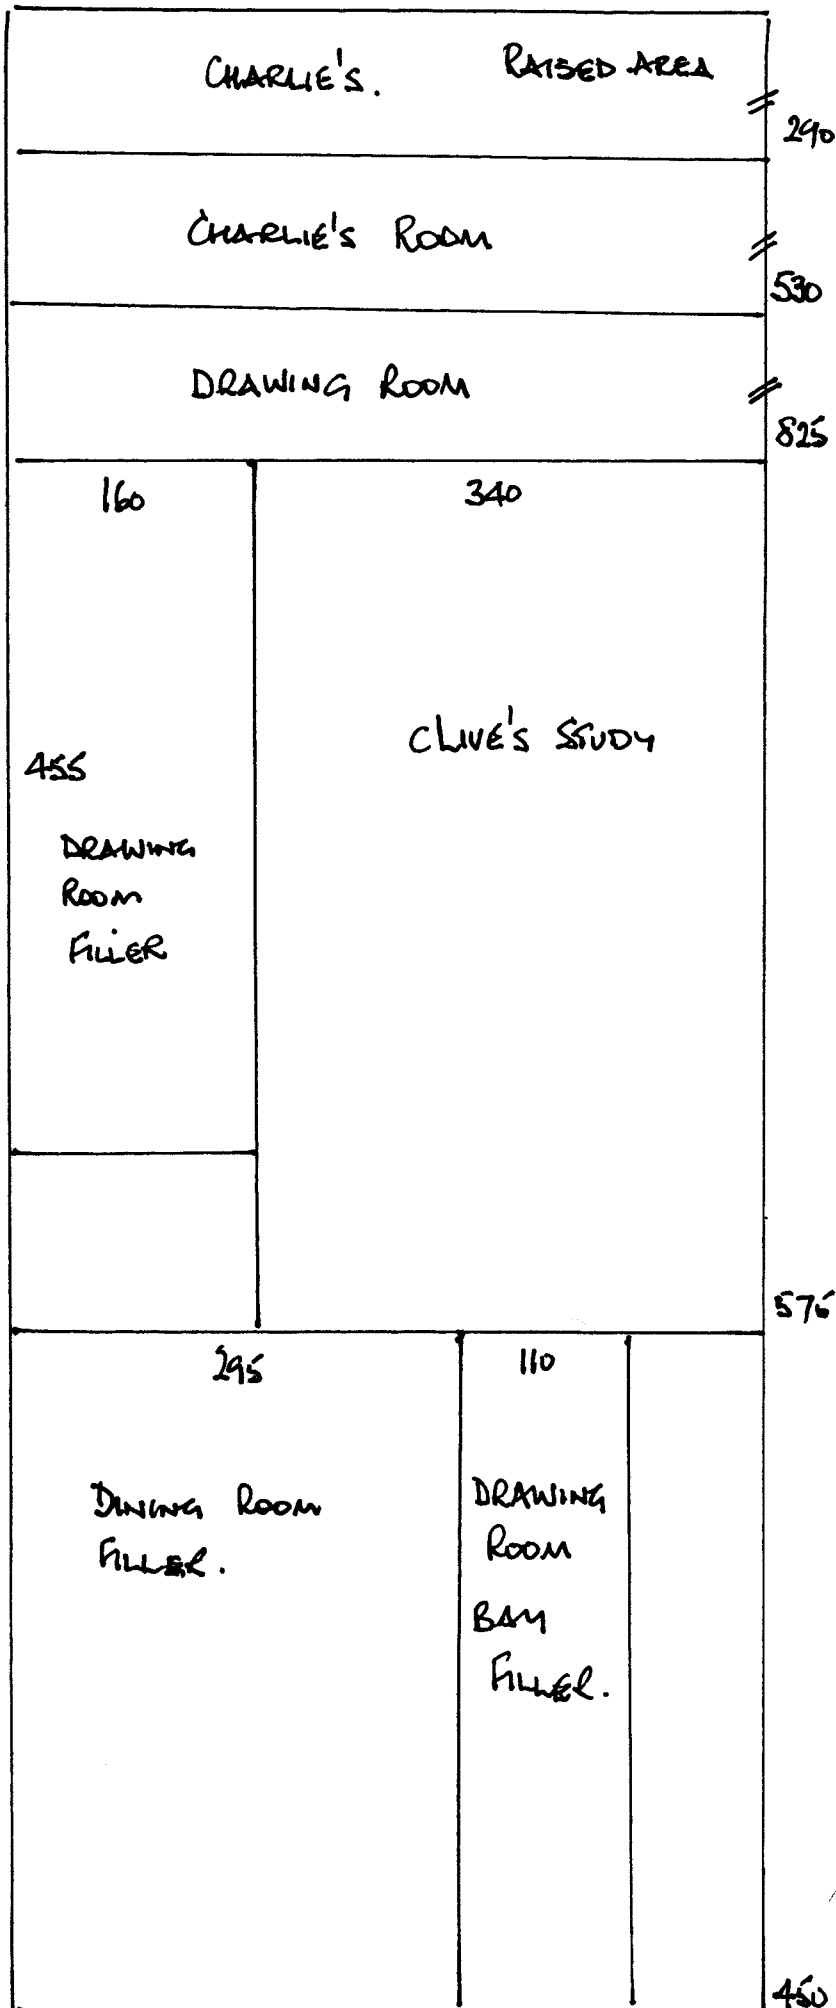 CHARLIE'S. RAISED AREA
290
CHARLIE'S ROOM
530
DRAWING ROOM
825
160 340
CLIVE'S STUDY
455
DRAWING
ROOM
FILLER
576
295 110
DINING ROOM
FILLER.
DRAWING
ROOM
BAY
FILLER.
450